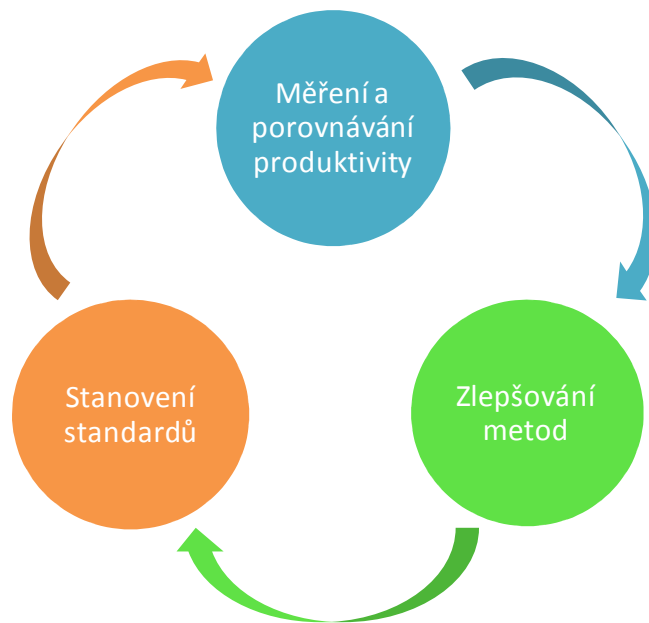 Měření a
porovnávání
produktivity
Stanovení
standardů
Zlepšování
metod